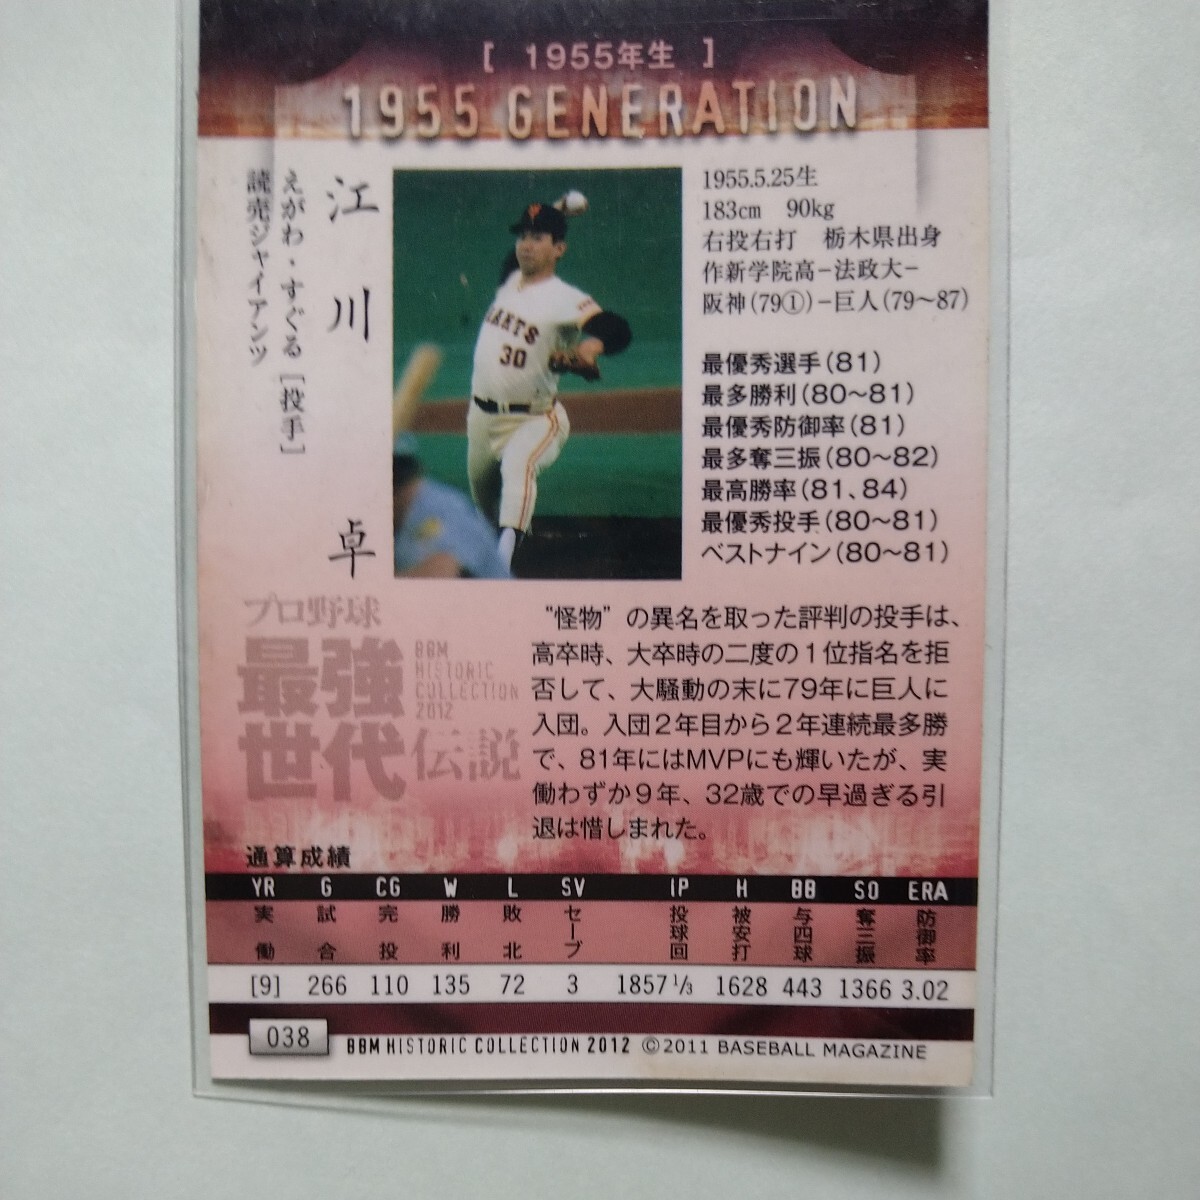 [ 1955年生 ]
1955 GENERATION
江川 卓
えがわ・すぐる [投手]
読売ジャイアンツ
GIANTS
30
1955.5.25生
183cm 90kg
右投右打 栃木県出身
作新学院高−法政大−
阪神(79①)−巨人(79〜87)
最優秀選手(81)
最多勝利(80〜81)
最優秀防御率(81)
最多奪三振(80〜82)
最高勝率(81、84)
最優秀投手(80〜81)
ベストナイン(80〜81)
プロ野球
最強
世代伝説
BBM
HISTORIC
COLLECTION
2012
“怪物”の異名を取った評判の投手は、
高卒時、大卒時の二度の1位指名を拒
否して、大騒動の末に79年に巨人に
入団。入団2年目から2年連続最多勝
で、81年にはMVPにも輝いたが、実
働わずか9年、32歳での早過ぎる引
退は惜しまれた。
通算成績
YR G CG W L SV IP H BB SO ERA
実働 試合 完投 勝利 敗北 セーブ 投球回 被安打 与四球 奪三振 防御率
[9] 266 110 135 72 3 1857 1/3 1628 443 1366 3.02
038
BBM HISTORIC COLLECTION 2012 ©2011 BASEBALL MAGAZINE